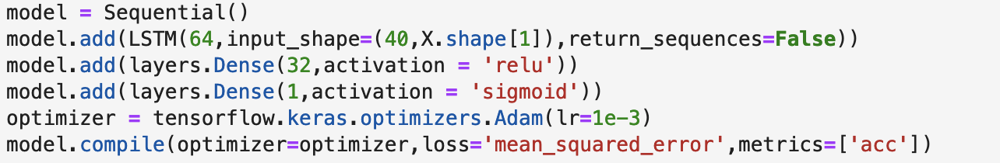 model = Sequential()
model.add(LSTM(64,input_shape=(40,X.shape[1]),return_sequences=False))
model.add(layers.Dense(32,activation = 'relu'))
model.add(layers.Dense(1,activation = 'sigmoid'))
optimizer = tensorflow.keras.optimizers.Adam(lr=1e-3)
model.compile(optimizer=optimizer,loss='mean_squared_error',metrics=['acc'])